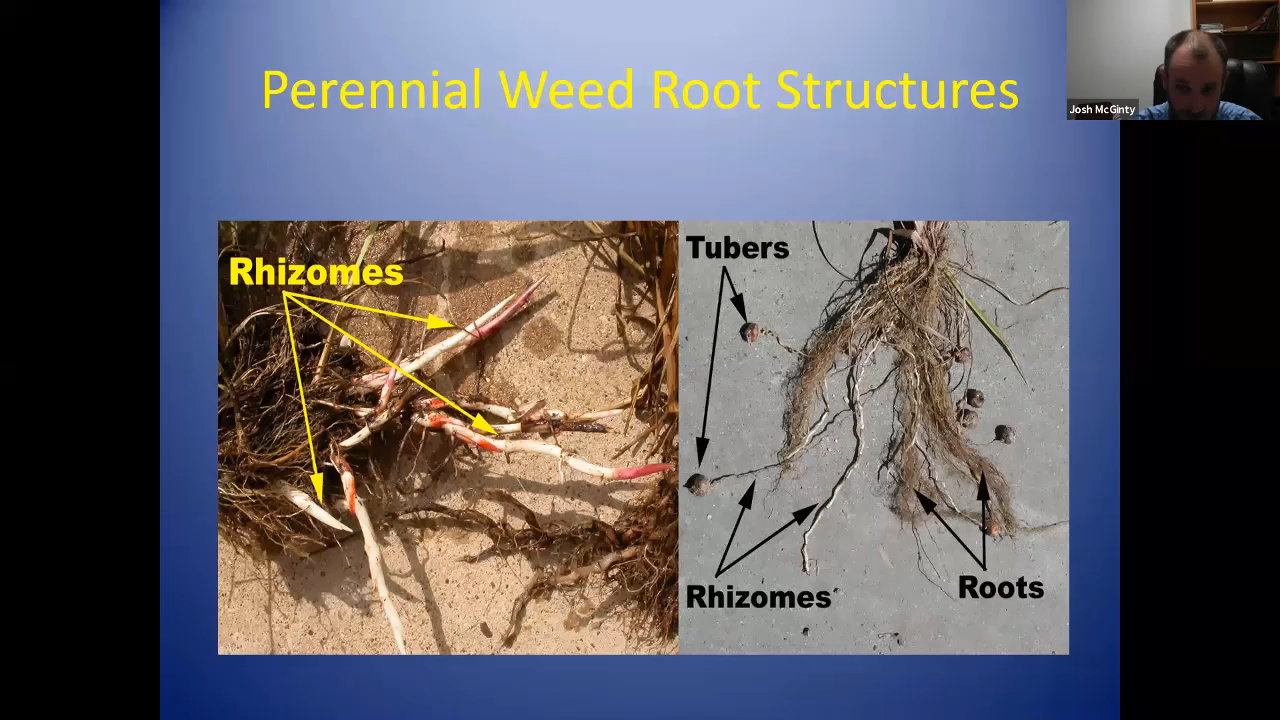 Perennial Weed Root Structures
Josh McGinty
Rhizomes
Tubers
Rhizomes
Roots